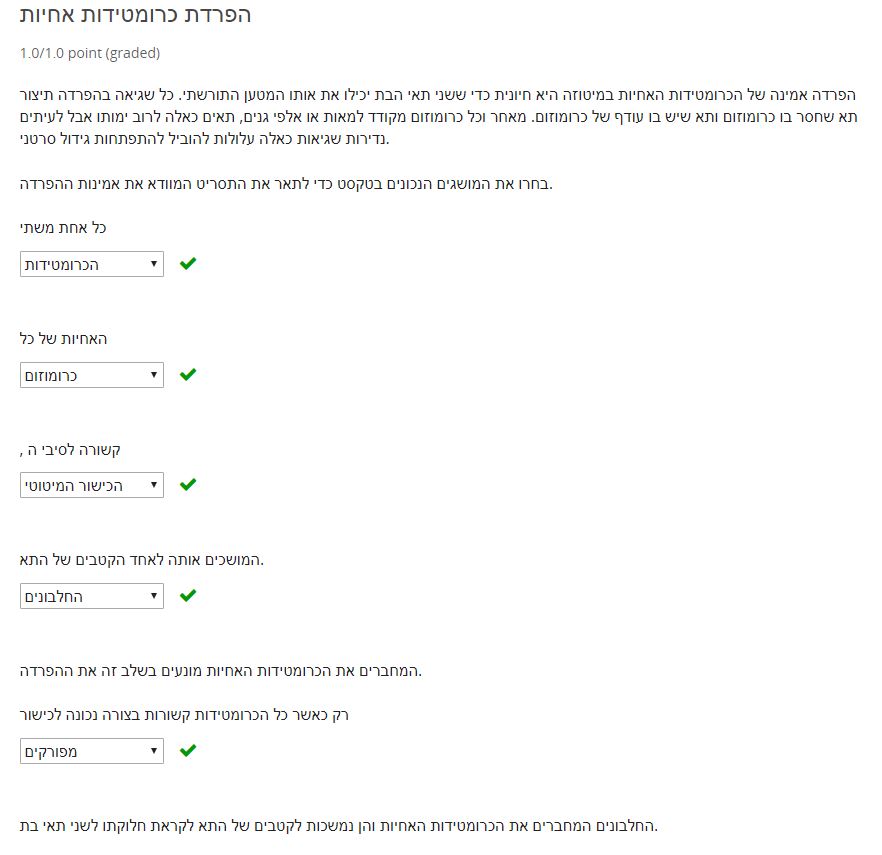 הפרדת כרומטידות אחיות
1.0/1.0 point (graded)
הפרדה אמינה של הכרומטידות האחיות במיטוזה היא חיונית כדי ששני תאי הבת יכילו את אותו המטען התורשתי. כל שגיאה בהפרדה תיצור
תא שחסר בו כרומוזום ותא שיש בו עודף של כרומוזום. מאחר וכל כרומוזום מקודד למאות או אלפי גנים, תאים כאלה לרוב ימותו אבל לעיתים
נדירות שגיאות כאלה עלולות להוביל להתפתחות גידול סרטני.
בחרו את המושגים הנכונים בטקסט כדי לתאר את התסריט המוודא את אמינות ההפרדה.
כל אחת משתי
הכרומטידות
האחיות של כל
כרומוזום
קשורה לסיבי ה ,
הכישור המיטוטי
המושכים אותה לאחד הקטבים של התא.
החלבונים
המחברים את הכרומטידות האחיות מונעים בשלב זה את ההפרדה.
רק כאשר כל הכרומטידות קשורות בצורה נכונה לכישור
מפורקים
החלבונים המחברים את הכרומטידות האחיות והן נמשכות לקטבים של התא לקראת חלוקתו לשני תאי בת.